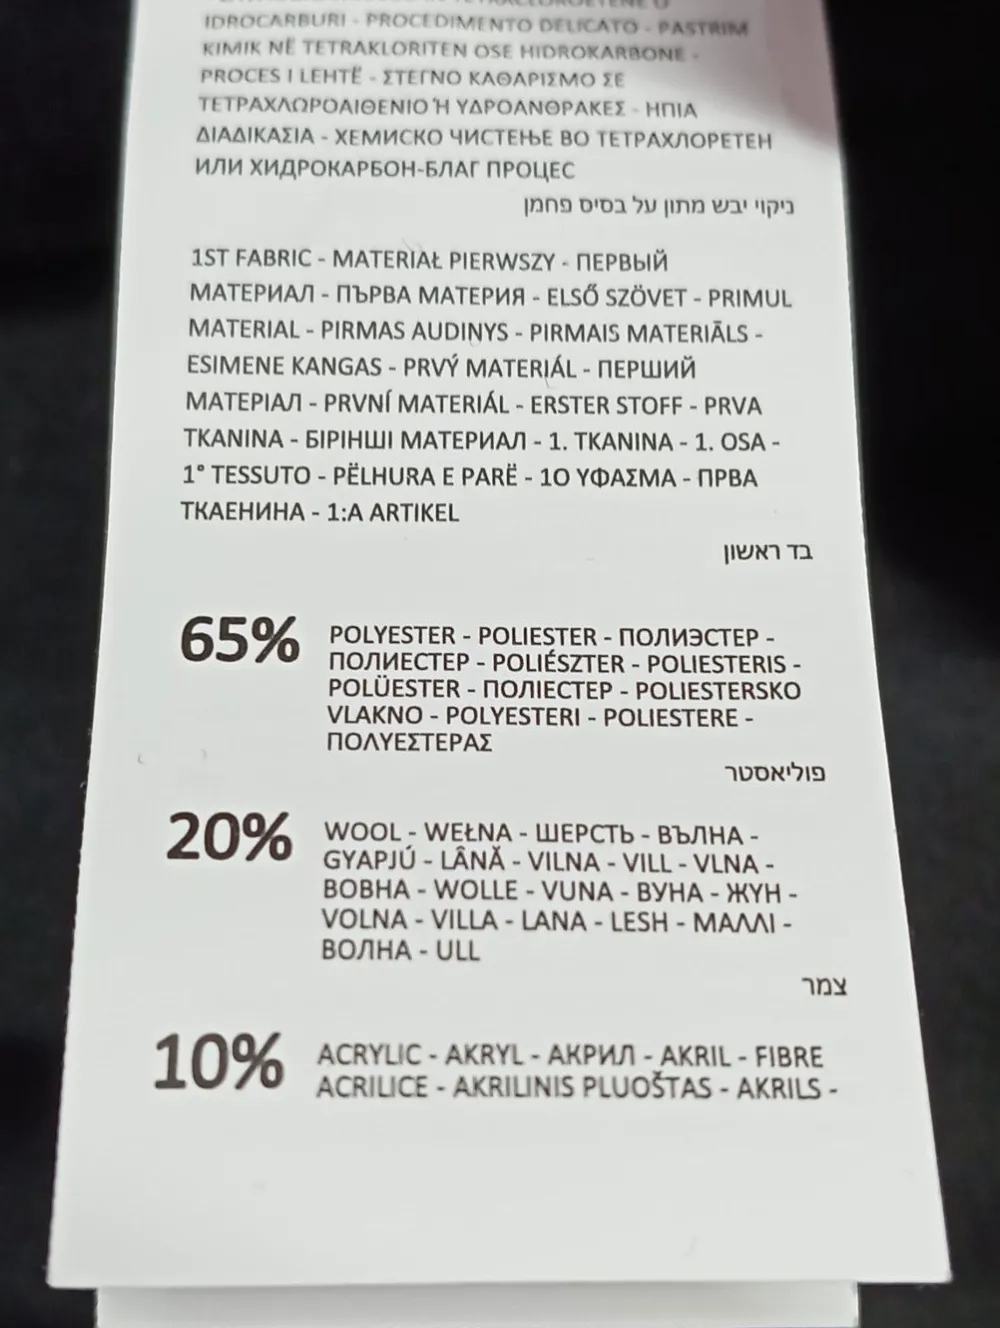 IDROCARBURI - PROCEDIMENTO DELICATO - PASTRIM
KIMIK NË TETRAKLORITEN OSE HIDROKARBONE -
PROCES I LEHTË - ΣΤΕΓΝΟ ΚΑΘΑΡΙΣΜΟ ΣΕ
ΤΕΤΡΑΧΛΩΡΟΑΙΘΕΝΙΟ Ή ΥΔΡΟΑΝΘΡΑΚΕΣ - ΗΠΙΑ
ΔΙΑΔΙΚΑΣΙΑ - ХЕМИСКО ЧИСТЕЊЕ ВО ТЕТРАХЛОРЕТЕН
ИЛИ ХИДРОКАРБОН-БЛАГ ПРОЦЕС
ניקוי יבש מתון על בסיס פחמן
1ST FABRIC - MATERIAŁ PIERWSZY - ПЕРВЫЙ
МАТЕРИАЛ - ПЪРВА МАТЕРИЯ - ELSŐ SZÖVET - PRIMUL
MATERIAL - PIRMAS AUDINYS - PIRMAIS MATERIĀLS -
ESIMENE KANGAS - PRVÝ MATERIÁL - ПЕРШИЙ
МАТЕРІАЛ - PRVNÍ MATERIÁL - ERSTER STOFF - PRVA
TKANINA - БІРІНШІ МАТЕРИАЛ - 1. TKANINA - 1. OSA -
1° TESSUTO - PËLHURA E PARË - 1Ο ΥΦΑΣΜΑ - ПРВА
ТКАЕНИНА - 1:A ARTIKEL
בד ראשון
65% POLYESTER - POLIESTER - ПОЛИЭСТЕР -
ПОЛИЕСТЕР - POLIÉSZTER - POLIESTERIS -
POLÜESTER - ПОЛІЕСТЕР - POLIESTERSKO
VLAKNO - POLYESTERI - POLIESTERE -
ΠΟΛΥΕΣΤΕΡΑΣ
פוליאסטר
20% WOOL - WEŁNA - ШЕРСТЬ - ВЪЛНА -
GYAPJÚ - LÂNĂ - VILNA - VILL - VLNA -
ВОВНА - WOLLE - VUNA - ВУНА - ЖҮН -
VOLNA - VILLA - LANA - LESH - ΜΑΛΛΙ -
ВОЛНА - ULL
צמר
10% ACRYLIC - AKRYL - АКРИЛ - AKRIL - FIBRE
ACRILICE - AKRILINIS PLUOŠTAS - AKRILS -